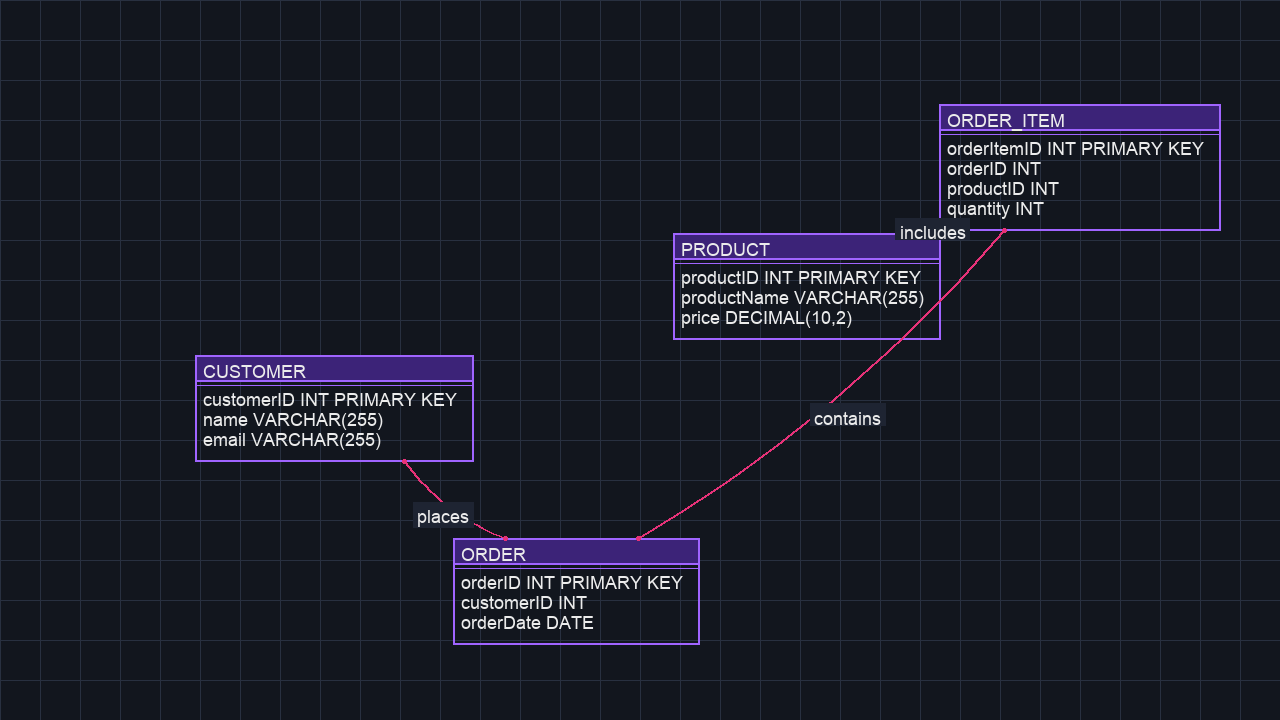 ORDER_ITEM
orderItemID INT PRIMARY KEY
orderID INT
productID INT
quantity INT
includes
PRODUCT
productID INT PRIMARY KEY
productName VARCHAR(255)
price DECIMAL(10,2)
CUSTOMER
customerID INT PRIMARY KEY
name VARCHAR(255)
email VARCHAR(255)
contains
places
ORDER
orderID INT PRIMARY KEY
customerID INT
orderDate DATE